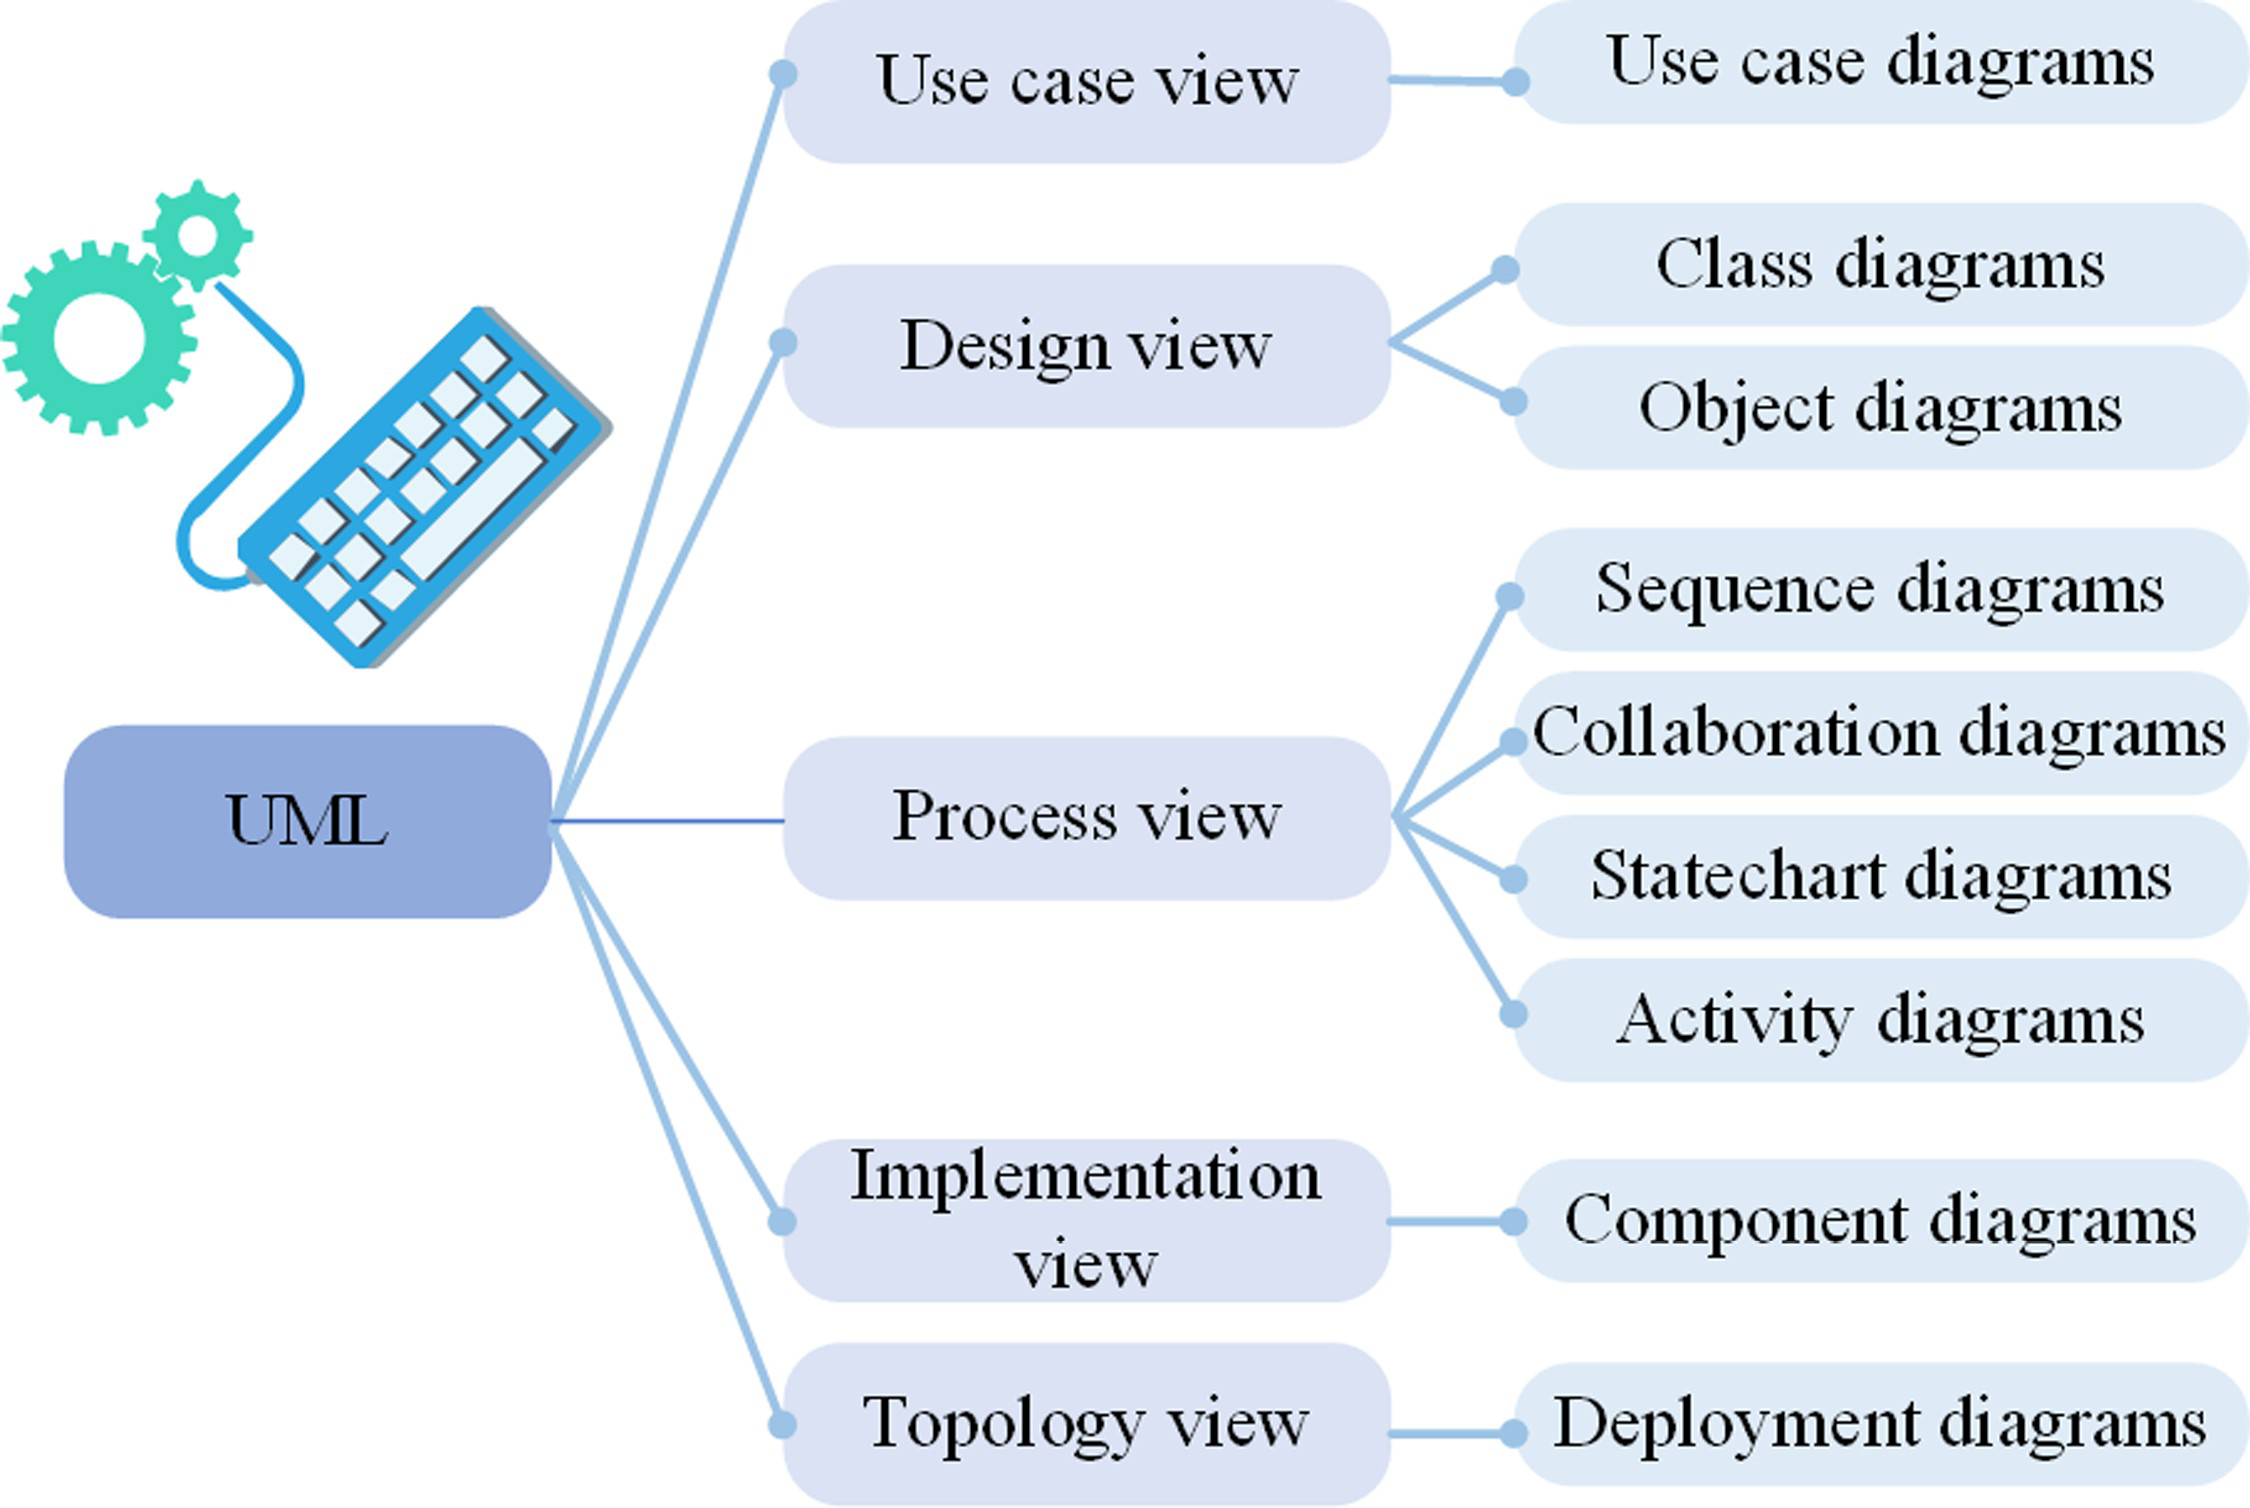 UML
Use case view
Use case diagrams
Design view
Class diagrams
Object diagrams
Process view
Sequence diagrams
Collaboration diagrams
Statechart diagrams
Activity diagrams
Implementation
view
Component diagrams
Topology view
Deployment diagrams